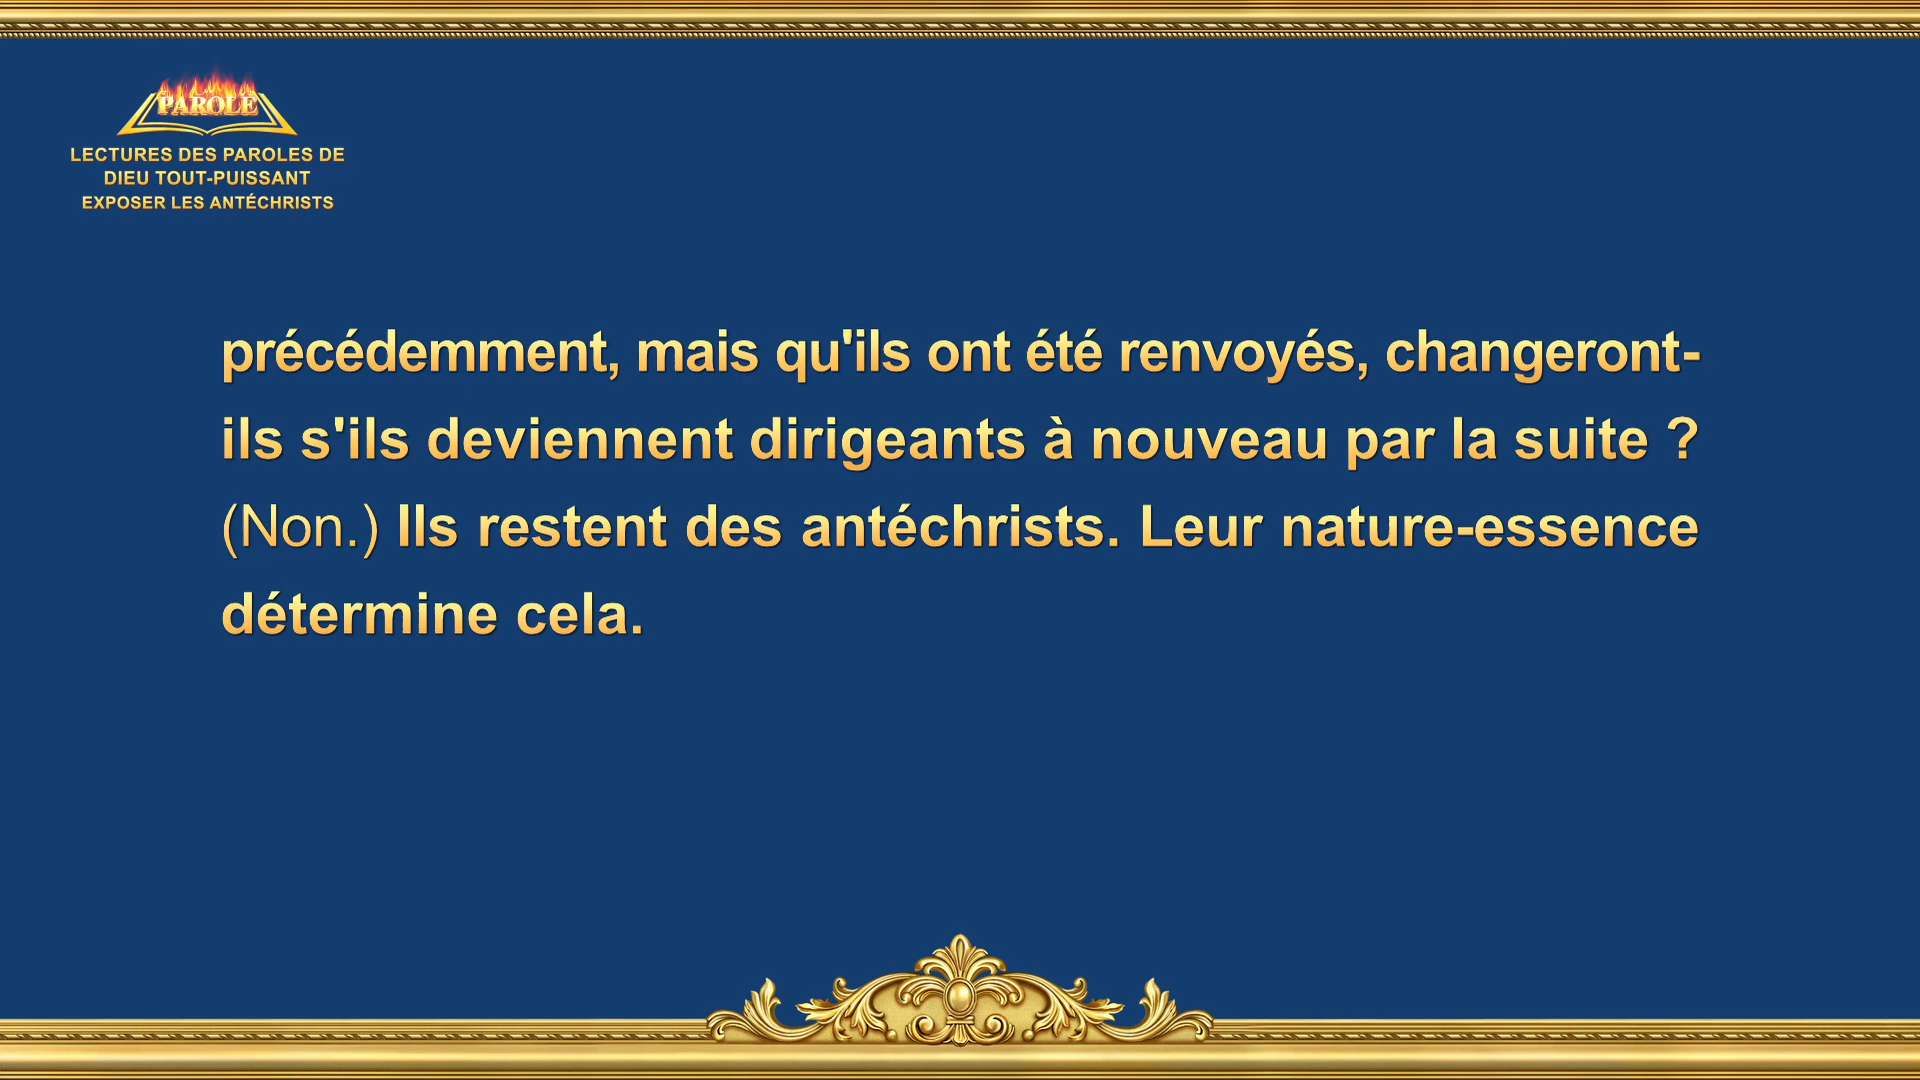 PAROLE
LECTURES DES PAROLES DE
DIEU TOUT-PUISSANT
EXPOSER LES ANTÉCHRISTS
précédemment, mais qu'ils ont été renvoyés, changeront-
ils s'ils deviennent dirigeants à nouveau par la suite ?
(Non.) Ils restent des antéchrists. Leur nature-essence
détermine cela.